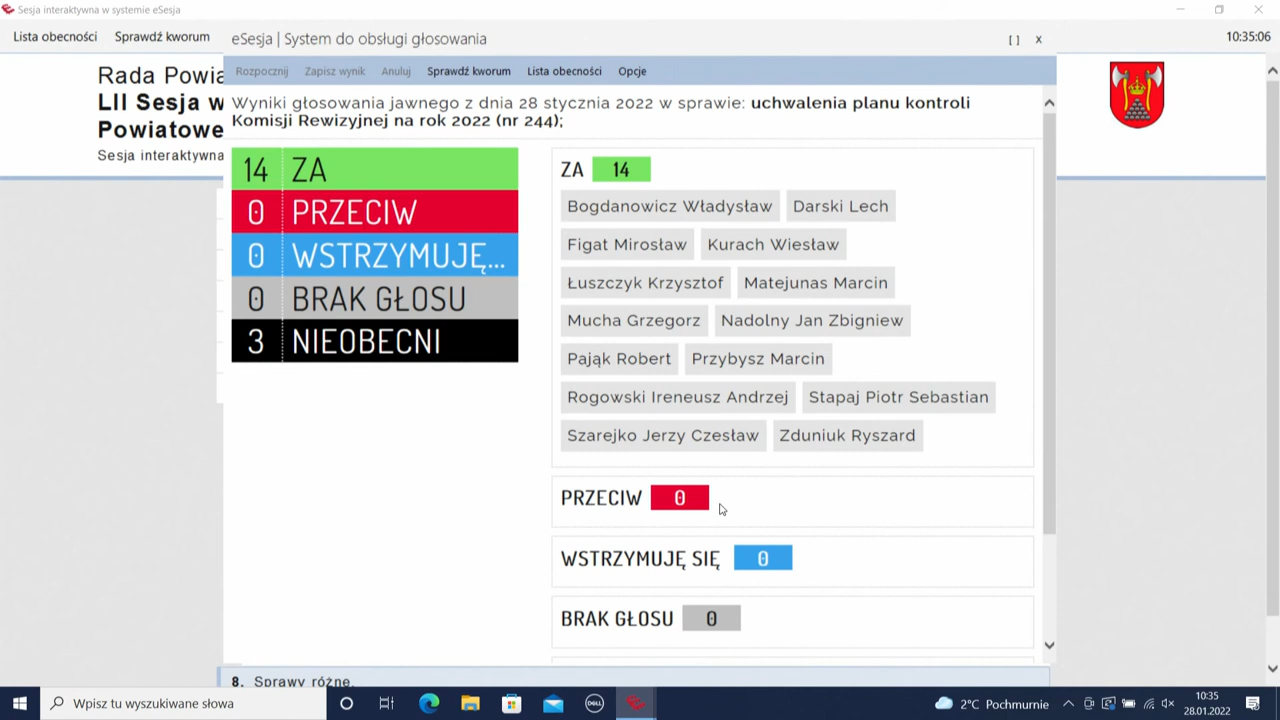 Sesja interaktywna w systemie eSesja
Lista obecności Sprawdź kworum
10:35:06
Rada Powia
LII Sesja w
Powiatowe
Sesja interaktywna
eSesja | System do obsługi głosowania
[ ] x
Rozpocznij Zapisz wynik Anuluj Sprawdź kworum Lista obecności Opcje
Wyniki głosowania jawnego z dnia 28 stycznia 2022 w sprawie: uchwalenia planu kontroli
Komisji Rewizyjnej na rok 2022 (nr 244);
14 ZA
0 PRZECIW
0 WSTRZYMUJĘ...
0 BRAK GŁOSU
3 NIEOBECNI
ZA 14
Bogdanowicz Władysław Darski Lech
Figat Mirosław Kurach Wiesław
Łuszczyk Krzysztof Matejunas Marcin
Mucha Grzegorz Nadolny Jan Zbigniew
Pająk Robert Przybysz Marcin
Rogowski Ireneusz Andrzej Stapaj Piotr Sebastian
Szarejko Jerzy Czesław Zduniuk Ryszard
PRZECIW 0
WSTRZYMUJĘ SIĘ 0
BRAK GŁOSU 0
8. Sprawy różne.
Wpisz tu wyszukiwane słowa
DELL
2°C Pochmurnie
10:35
28.01.2022